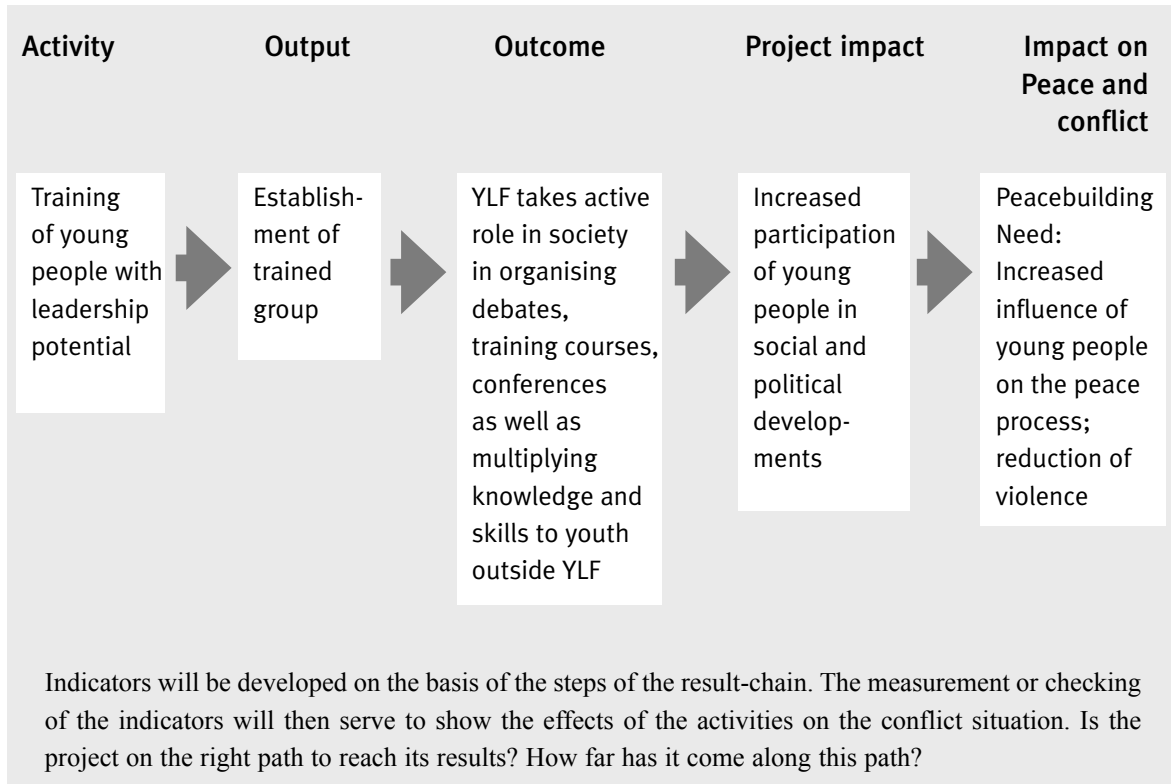 Activity
Output
Outcome
Project impact
Impact on
Peace and
conflict
Training
of young
people with
leadership
potential
Establish-
ment of
trained
group
YLF takes active
role in society
in organising
debates,
training courses,
conferences
as well as
multiplying
knowledge and
skills to youth
outside YLF
Increased
participation
of young
people in
social and
political
develop-
ments
Peacebuilding
Need:
Increased
influence of
young people
on the peace
process;
reduction of
violence
Indicators will be developed on the basis of the steps of the result-chain. The measurement or checking
of the indicators will then serve to show the effects of the activities on the conflict situation. Is the
project on the right path to reach its results? How far has it come along this path?